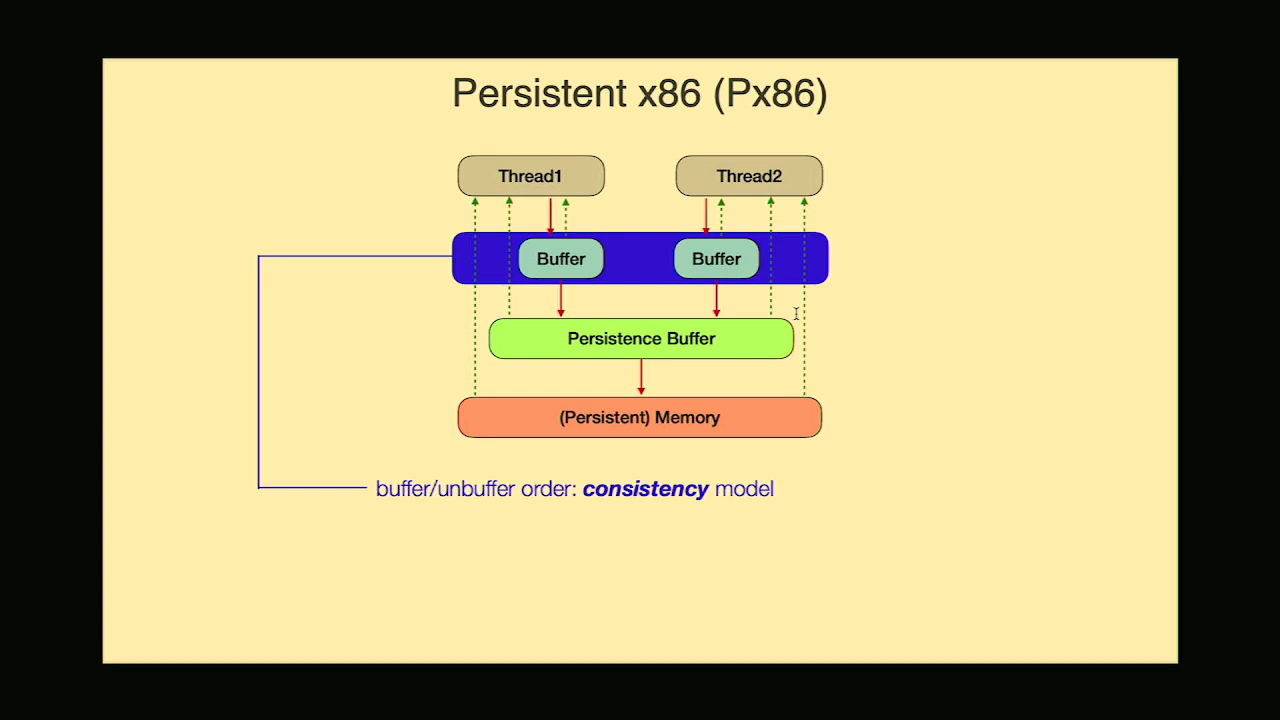 Persistent x86 (Px86)
Thread1
Thread2
Buffer
Buffer
Persistence Buffer
(Persistent) Memory
buffer/unbuffer order: consistency model